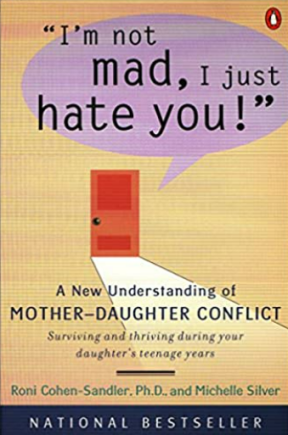 "I'm not
mad, I just
hate you!"
A New Understanding of
MOTHER–DAUGHTER CONFLICT
Surviving and thriving during your
daughter's teenage years
Roni Cohen-Sandler, Ph.D., and Michelle Silver
NATIONAL BESTSELLER